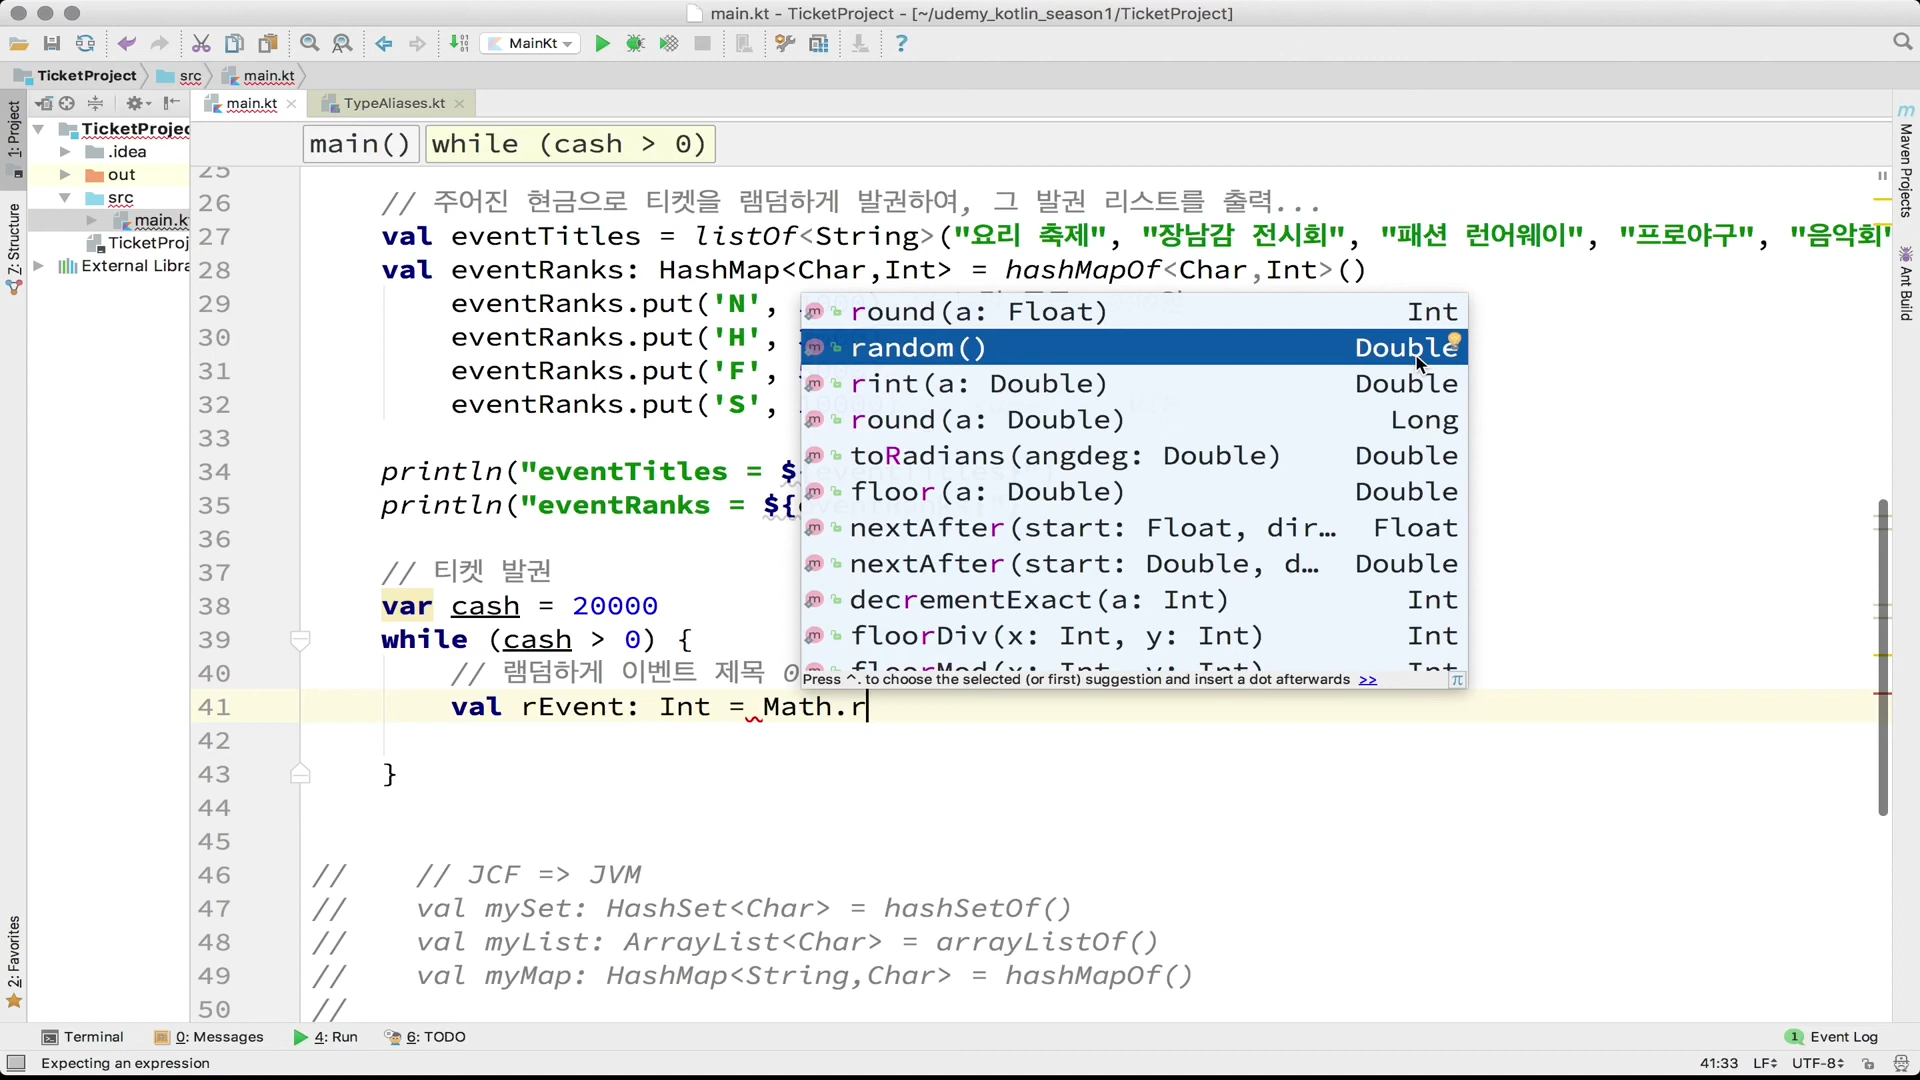 main.kt - TicketProject - [~/udemy_kotlin_season1/TicketProject]
MainKt
TicketProject src main.kt
main.kt TypeAliases.kt
1: Project
7: Structure
2: Favorites
TicketProjec
.idea
out
src
main.k
TicketProj
External Libra
main() while (cash > 0)
25
26 // 주어진 현금으로 티켓을 램덤하게 발권하여, 그 발권 리스트를 출력...
27 val eventTitles = listOf<String>("요리 축제", "장남감 전시회", "패션 런어웨이", "프로야구", "음악회"
28 val eventRanks: HashMap<Char,Int> = hashMapOf<Char,Int>()
29 eventRanks.put('N',
30 eventRanks.put('H',
31 eventRanks.put('F',
32 eventRanks.put('S',
33
34 println("eventTitles = $
35 println("eventRanks = ${
36
37 // 티켓 발권
38 var cash = 20000
39 while (cash > 0) {
40 // 램덤하게 이벤트 제목 0
41 val rEvent: Int = Math.r
42
43 }
44
45
46 // // JCF => JVM
47 // val mySet: HashSet<Char> = hashSetOf()
48 // val myList: ArrayList<Char> = arrayListOf()
49 // val myMap: HashMap<String,Char> = hashMapOf()
50 //
round(a: Float) Int
random() Double
rint(a: Double) Double
round(a: Double) Long
toRadians(angdeg: Double) Double
floor(a: Double) Double
nextAfter(start: Float, dir… Float
nextAfter(start: Double, d… Double
decrementExact(a: Int) Int
floorDiv(x: Int, y: Int) Int
floorMod(x: Int, y: Int) Int
Press ^. to choose the selected (or first) suggestion and insert a dot afterwards >> π
Maven Projects
Ant Build
Terminal 0: Messages 4: Run 6: TODO 1 Event Log
Expecting an expression 41:33 LF UTF-8